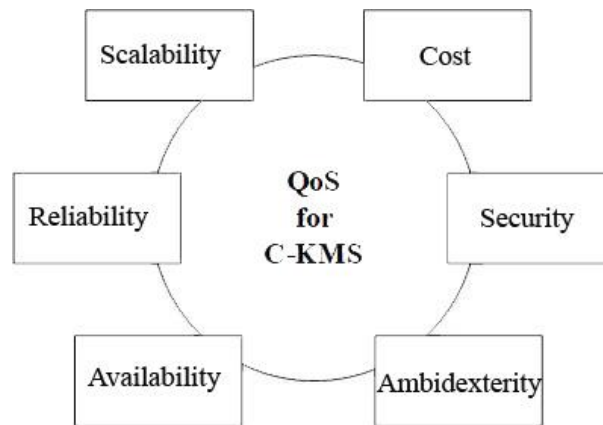 Scalability
Cost
Reliability
QoS
for
C-KMS
Security
Availability
Ambidexterity